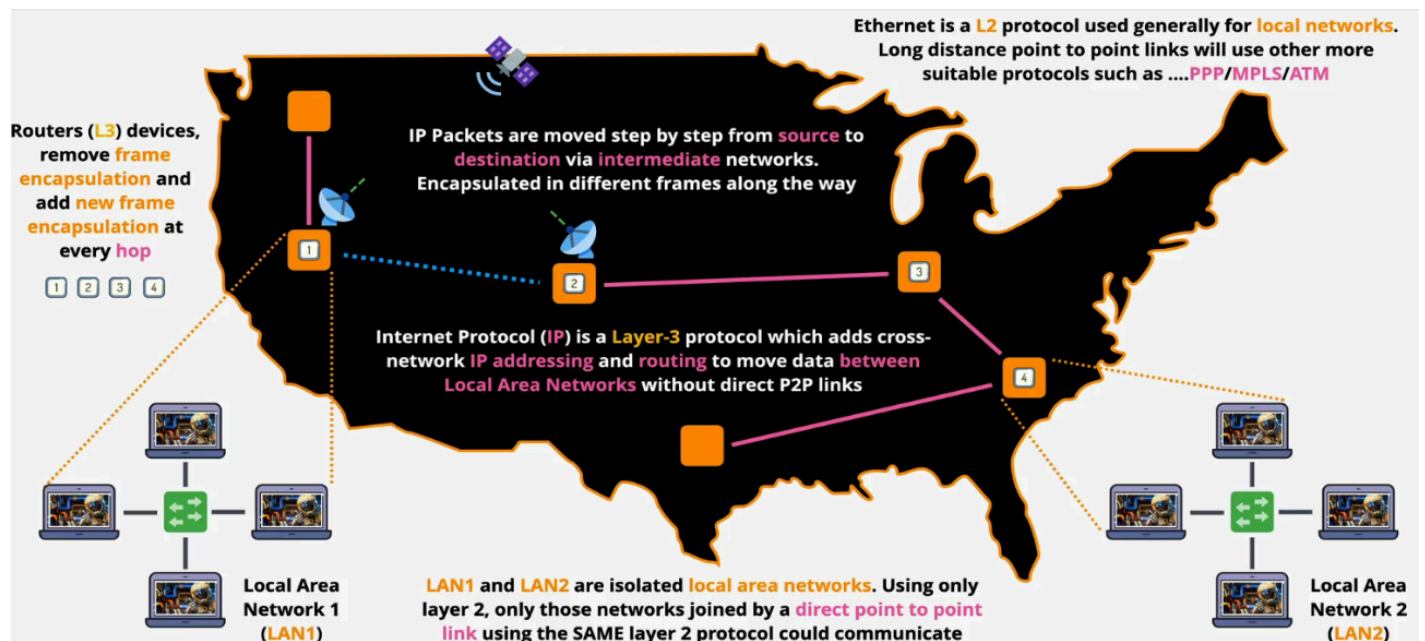 Ethernet is a L2 protocol used generally for local networks.
Long distance point to point links will use other more
suitable protocols such as ....PPP/MPLS/ATM
Routers (L3) devices,
remove frame
encapsulation and
add new frame
encapsulation at
every hop
1 2 3 4
IP Packets are moved step by step from source to
destination via intermediate networks.
Encapsulated in different frames along the way
1
2
3
4
Internet Protocol (IP) is a Layer-3 protocol which adds cross-
network IP addressing and routing to move data between
Local Area Networks without direct P2P links
Local Area
Network 1
(LAN1)
LAN1 and LAN2 are isolated local area networks. Using only
layer 2, only those networks joined by a direct point to point
link using the SAME layer 2 protocol could communicate
Local Area
Network 2
(LAN2)